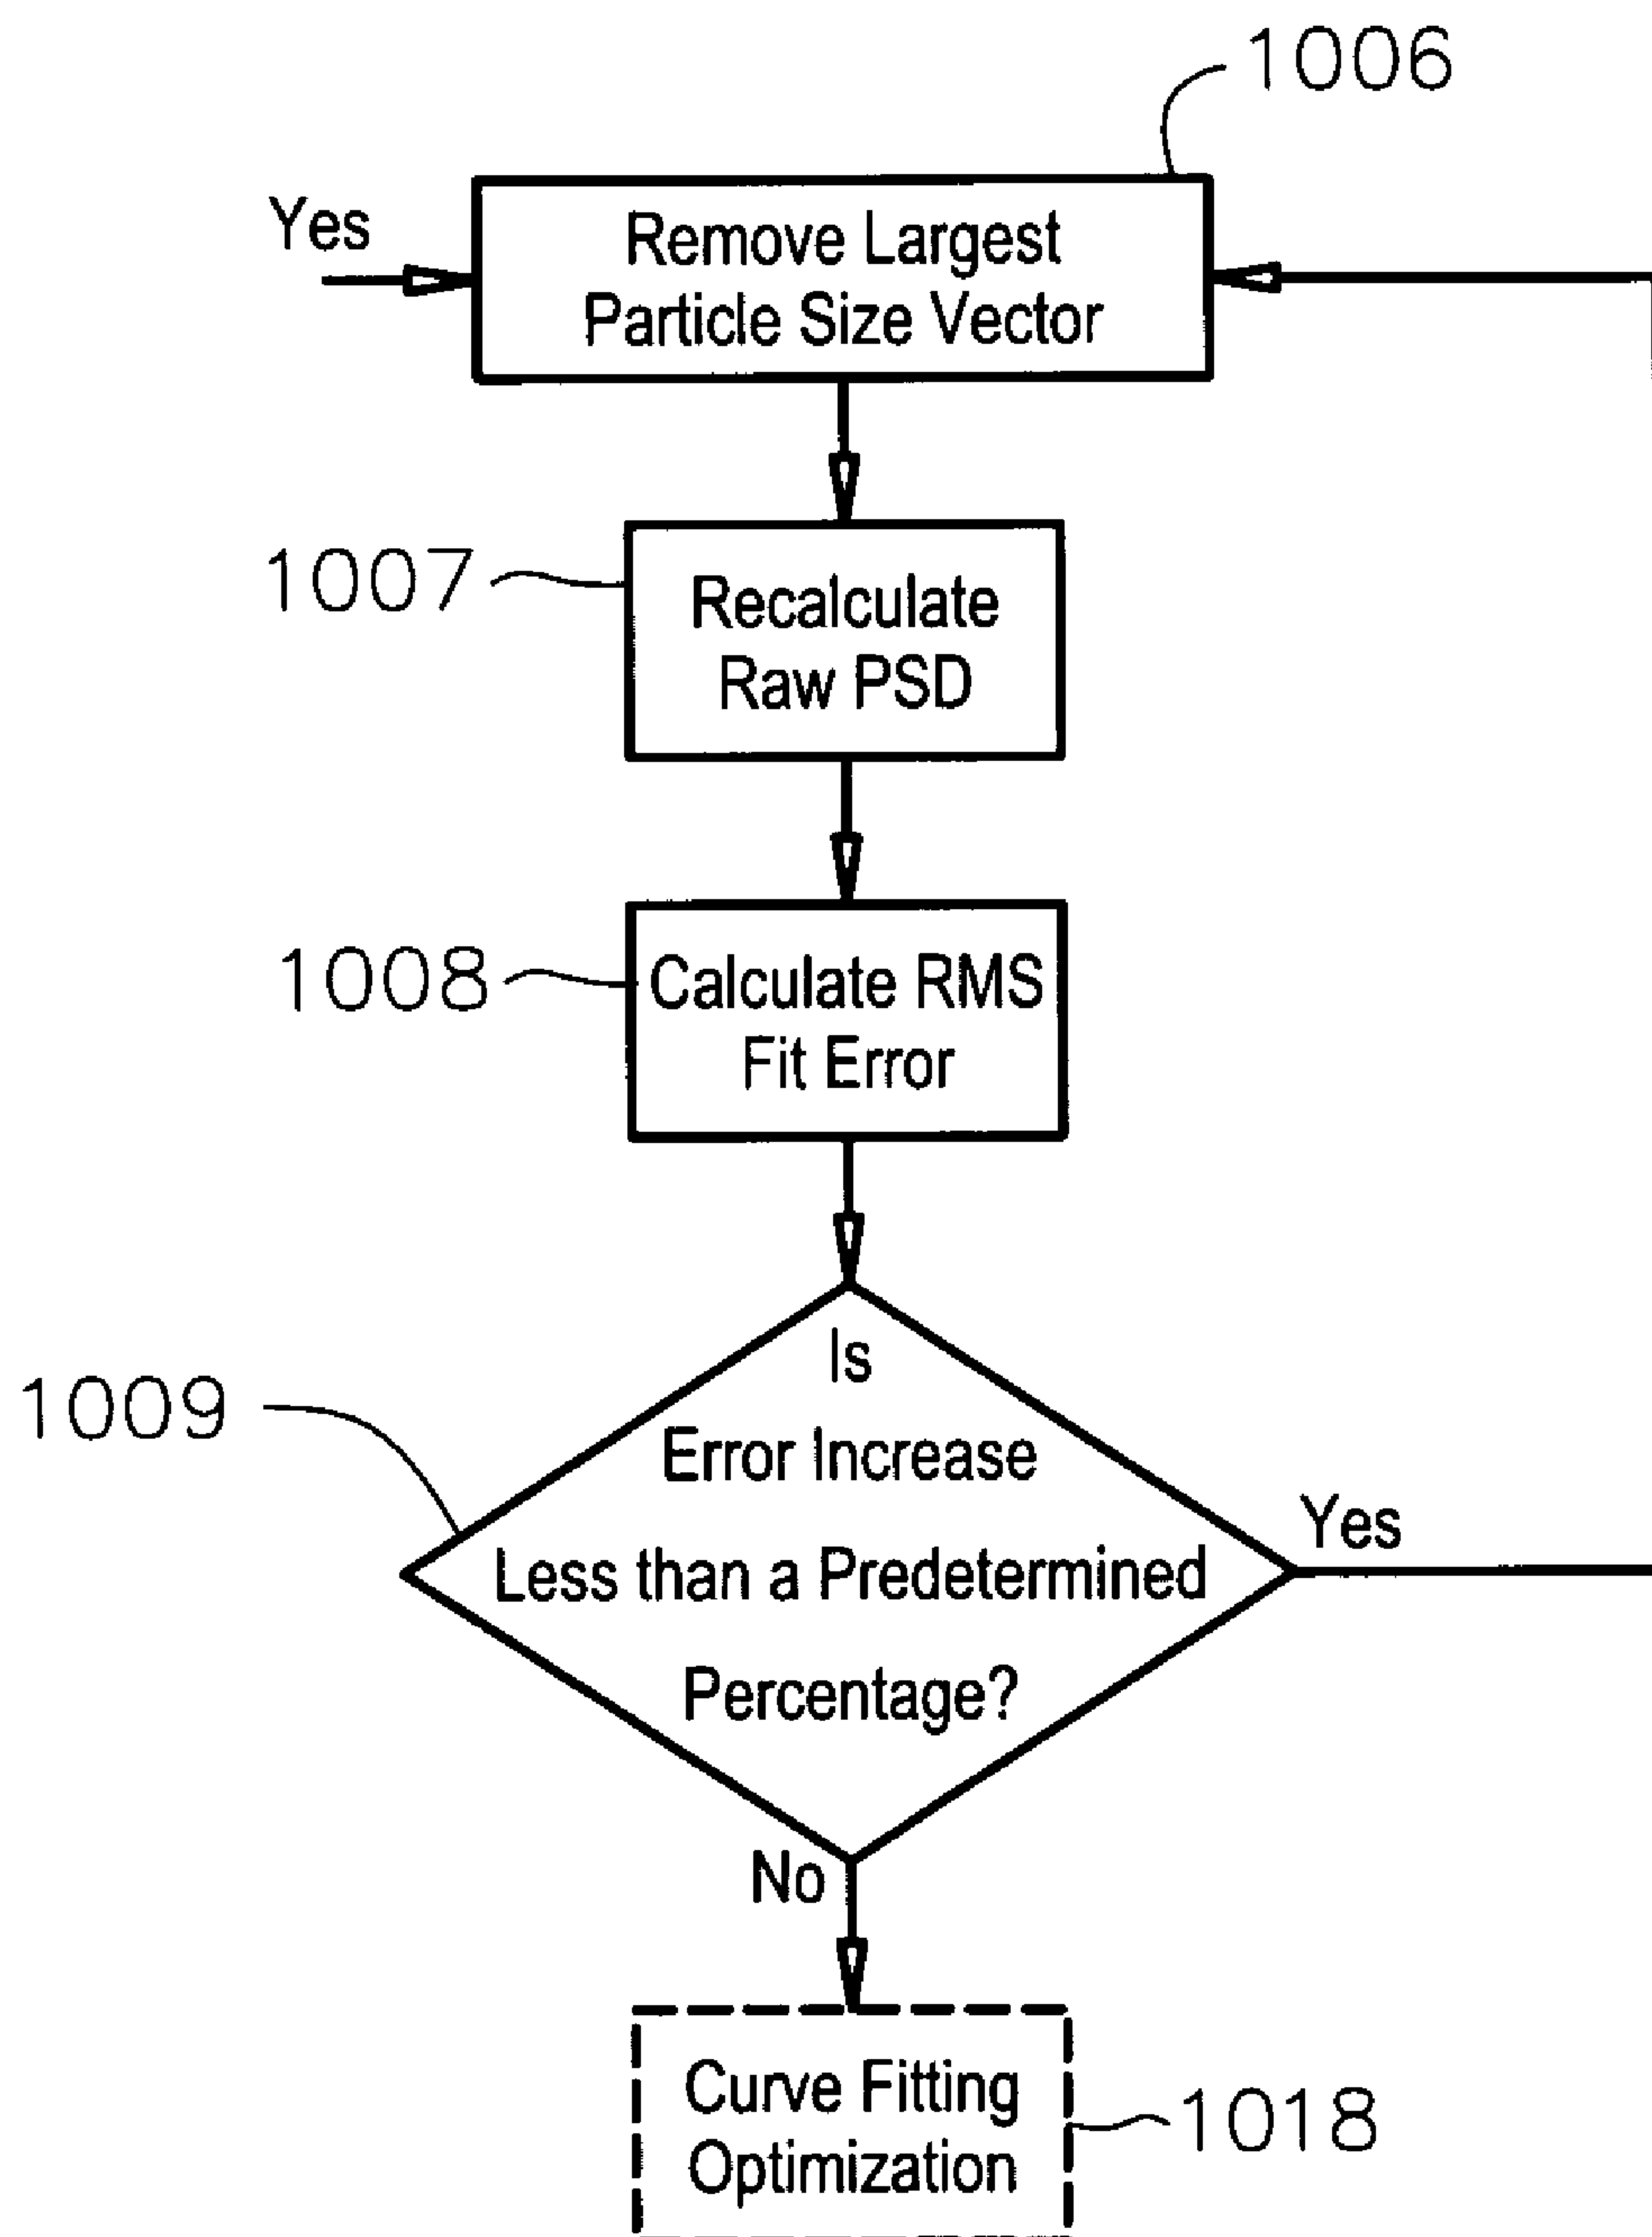 1006
Yes
Remove Largest
Particle Size Vector
1007
Recalculate
Raw PSD
1008
Calculate RMS
Fit Error
1009
Is
Error Increase
Less than a Predetermined
Percentage?
Yes
No
Curve Fitting
Optimization
1018